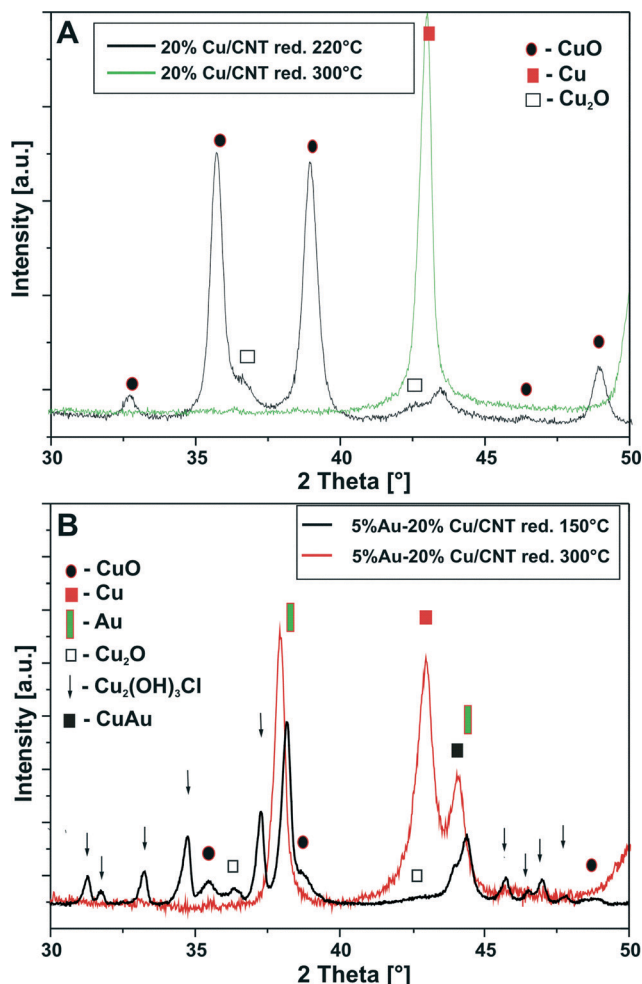 A
20% Cu/CNT red. 220°C
20% Cu/CNT red. 300°C
- CuO
- Cu
- Cu₂O
Intensity [a.u.]
30 35 40 45 50
2 Theta [°]
B
5%Au-20% Cu/CNT red. 150°C
5%Au-20% Cu/CNT red. 300°C
- CuO
- Cu
- Au
- Cu₂O
- Cu₂(OH)₃Cl
- CuAu
Intensity [a.u.]
30 35 40 45 50
2 Theta [°]